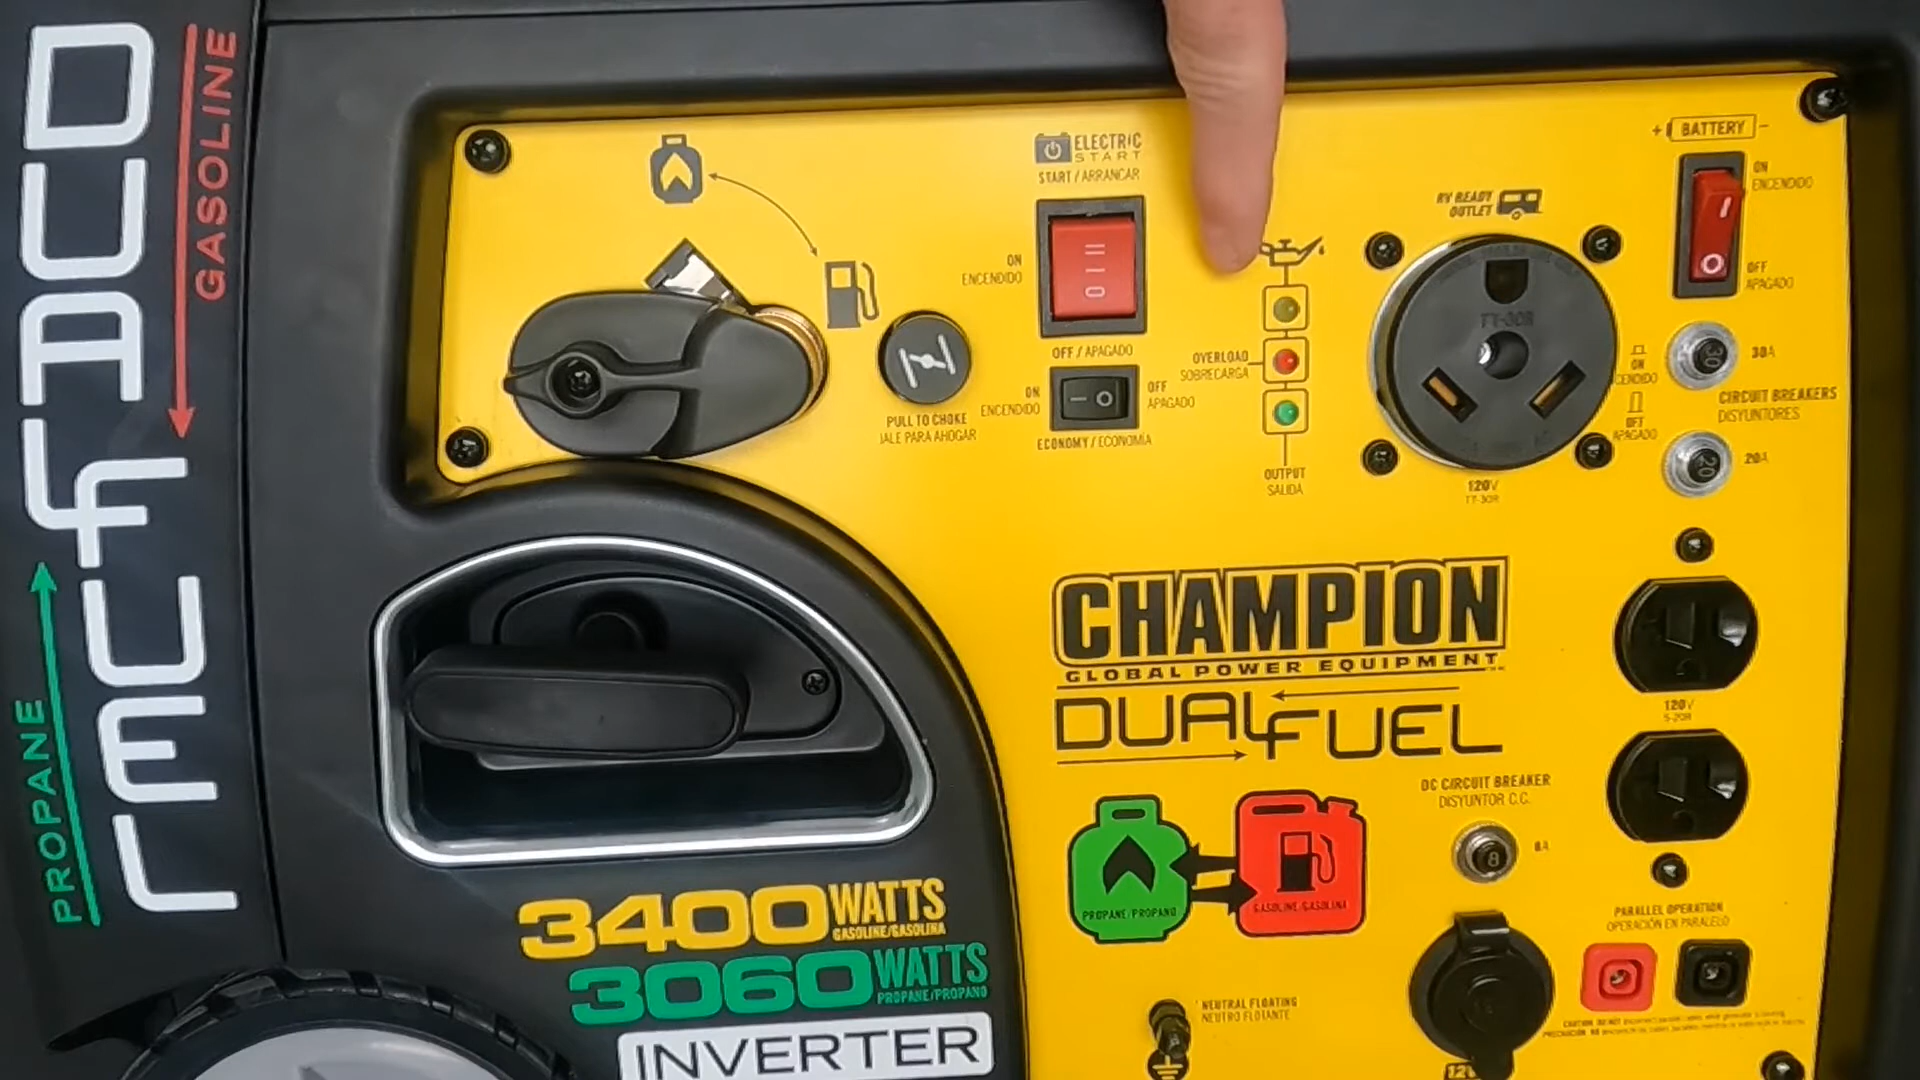 DUAL FUEL
GASOLINE
PROPANE
ELECTRIC
START
START / ARRANCAR
ON
ENCENDIDO
OFF / APAGADO
PULL TO CHOKE
JALE PARA AHOGAR
ON
ENCENDIDO
OFF
APAGADO
ECONOMY / ECONOMÍA
OVERLOAD
SOBRECARGA
OUTPUT
SALIDA
RV READY
OUTLET
TT-30R
120V
TT-30R
+ BATTERY -
ON
ENCENDIDO
OFF
APAGADO
30
30A
ON
CENDIDO
CIRCUIT BREAKERS
DISYUNTORES
OFF
APAGADO
20
20A
CHAMPION
GLOBAL POWER EQUIPMENT
DUAL FUEL
120V
5-20R
DC CIRCUIT BREAKER
DISYUNTOR C.C.
8
8A
PROPANE/PROPANO
GASOLINE/GASOLINA
3400 WATTS
GASOLINE/GASOLINA
3060 WATTS
PROPANE/PROPANO
INVERTER
PARALLEL OPERATION
OPERACIÓN EN PARALELO
NEUTRAL FLOATING
NEUTRO FLOTANTE